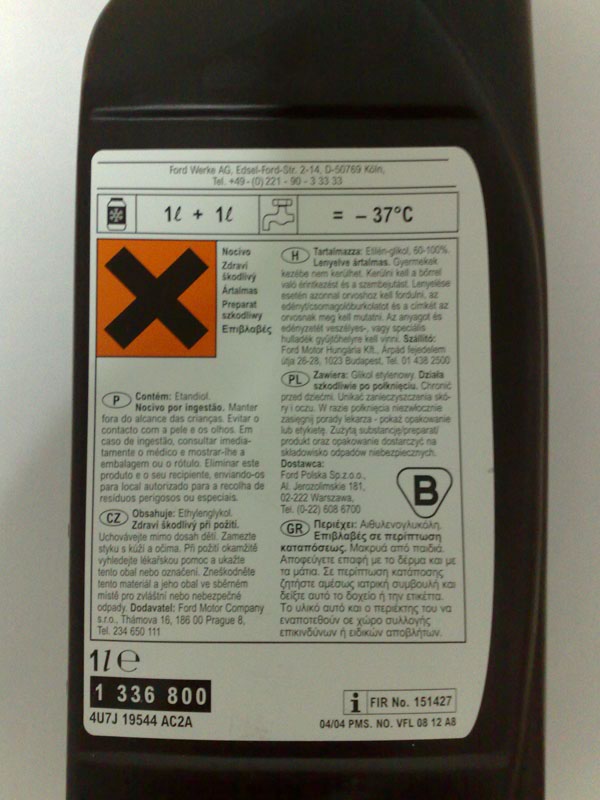 Ford Werke AG, Edsel-Ford-Str. 2-14, D-50769 Köln,
Tel. +49-(0)221 - 90 - 3 33 33
1ℓ + 1ℓ = – 37°C
Nocivo
Zdraví
škodlivý
Ártalmas
Preparat
szkodliwy
Επιβλαβές
P Contém: Etandiol.
Nocivo por ingestão. Manter
fora do alcance das crianças. Evitar o
contacto com a pele e os olhos. Em
caso de ingestão, consultar imedia-
tamente o médico e mostrar-lhe a
embalagem ou o rótulo. Eliminar este
produto e o seu recipiente, enviando-os
para local autorizado para a recolha de
resíduos perigosos ou especiais.
CZ Obsahuje: Ethylenglykol.
Zdraví škodlivý při požití.
Uchovávejte mimo dosah dětí. Zamezte
styku s kůží a očima. Při požití okamžitě
vyhledejte lékařskou pomoc a ukažte
tento obal nebo označení. Zneškodněte
tento materiál a jeho obal ve sběrném
místě pro zvláštní nebo nebezpečné
odpady. Dodavatel: Ford Motor Company
s.r.o., Thámova 16, 186 00 Prague 8,
Tel. 234 650 111
H Tartalmazza: Etilén-glikol, 60-100%.
Lenyelve ártalmas. Gyermekek
kezébe nem kerülhet. Kerülni kell a bőrrel
való érintkezést és a szembejutást. Lenyelése
esetén azonnal orvoshoz kell fordulni, az
edényt/csomagolóburkolatot és a címkét az
orvosnak meg kell mutatni. Az anyagot és
edényzetét veszélyes-, vagy speciális
hulladék gyűjtőhelyre kell vinni. Szállító:
Ford Motor Hungária Kft., Árpád fejedelem
útja 26-28, 1023 Budapest, Tel. 01 438 2500
PL Zawiera: Glikol etylenowy. Działa
szkodliwie po połknięciu. Chronić
przed dziećmi. Unikać zanieczyszczenia skó-
ry i oczu. W razie połknięcia niezwłocznie
zasięgnij porady lekarza - pokaż opakowanie
lub etykietę. Zużytą substancję/preparat/
produkt oraz opakowanie dostarczyć na
składowisko odpadów niebezpiecznych.
Dostawca:
Ford Polska Sp.z.o.o.,
Al. Jerozolimskie 181,
02-222 Warszawa,
Tel. (0-22) 608 6700
B
GR Περιέχει: Αιθυλενογλυκόλη.
Επιβλαβές σε περίπτωση
καταπόσεως. Μακρυά από παιδιά.
Αποφεύγετε επαφή με το δέρμα και με
τα μάτια. Σε περίπτωση κατάποσης
ζητήστε αμέσως ιατρική συμβουλή και
δείξτε αυτό το δοχείο ή την ετικέττα.
Το υλικό αυτό και ο περιέκτης του να
εναποτεθούν σε χώρο συλλογής
επικινδύνων ή ειδικών αποβλήτων.
1ℓ e
1 336 800
4U7J 19544 AC2A
i FIR No. 151427
04/04 PMS. NO. VFL 08 12 A8